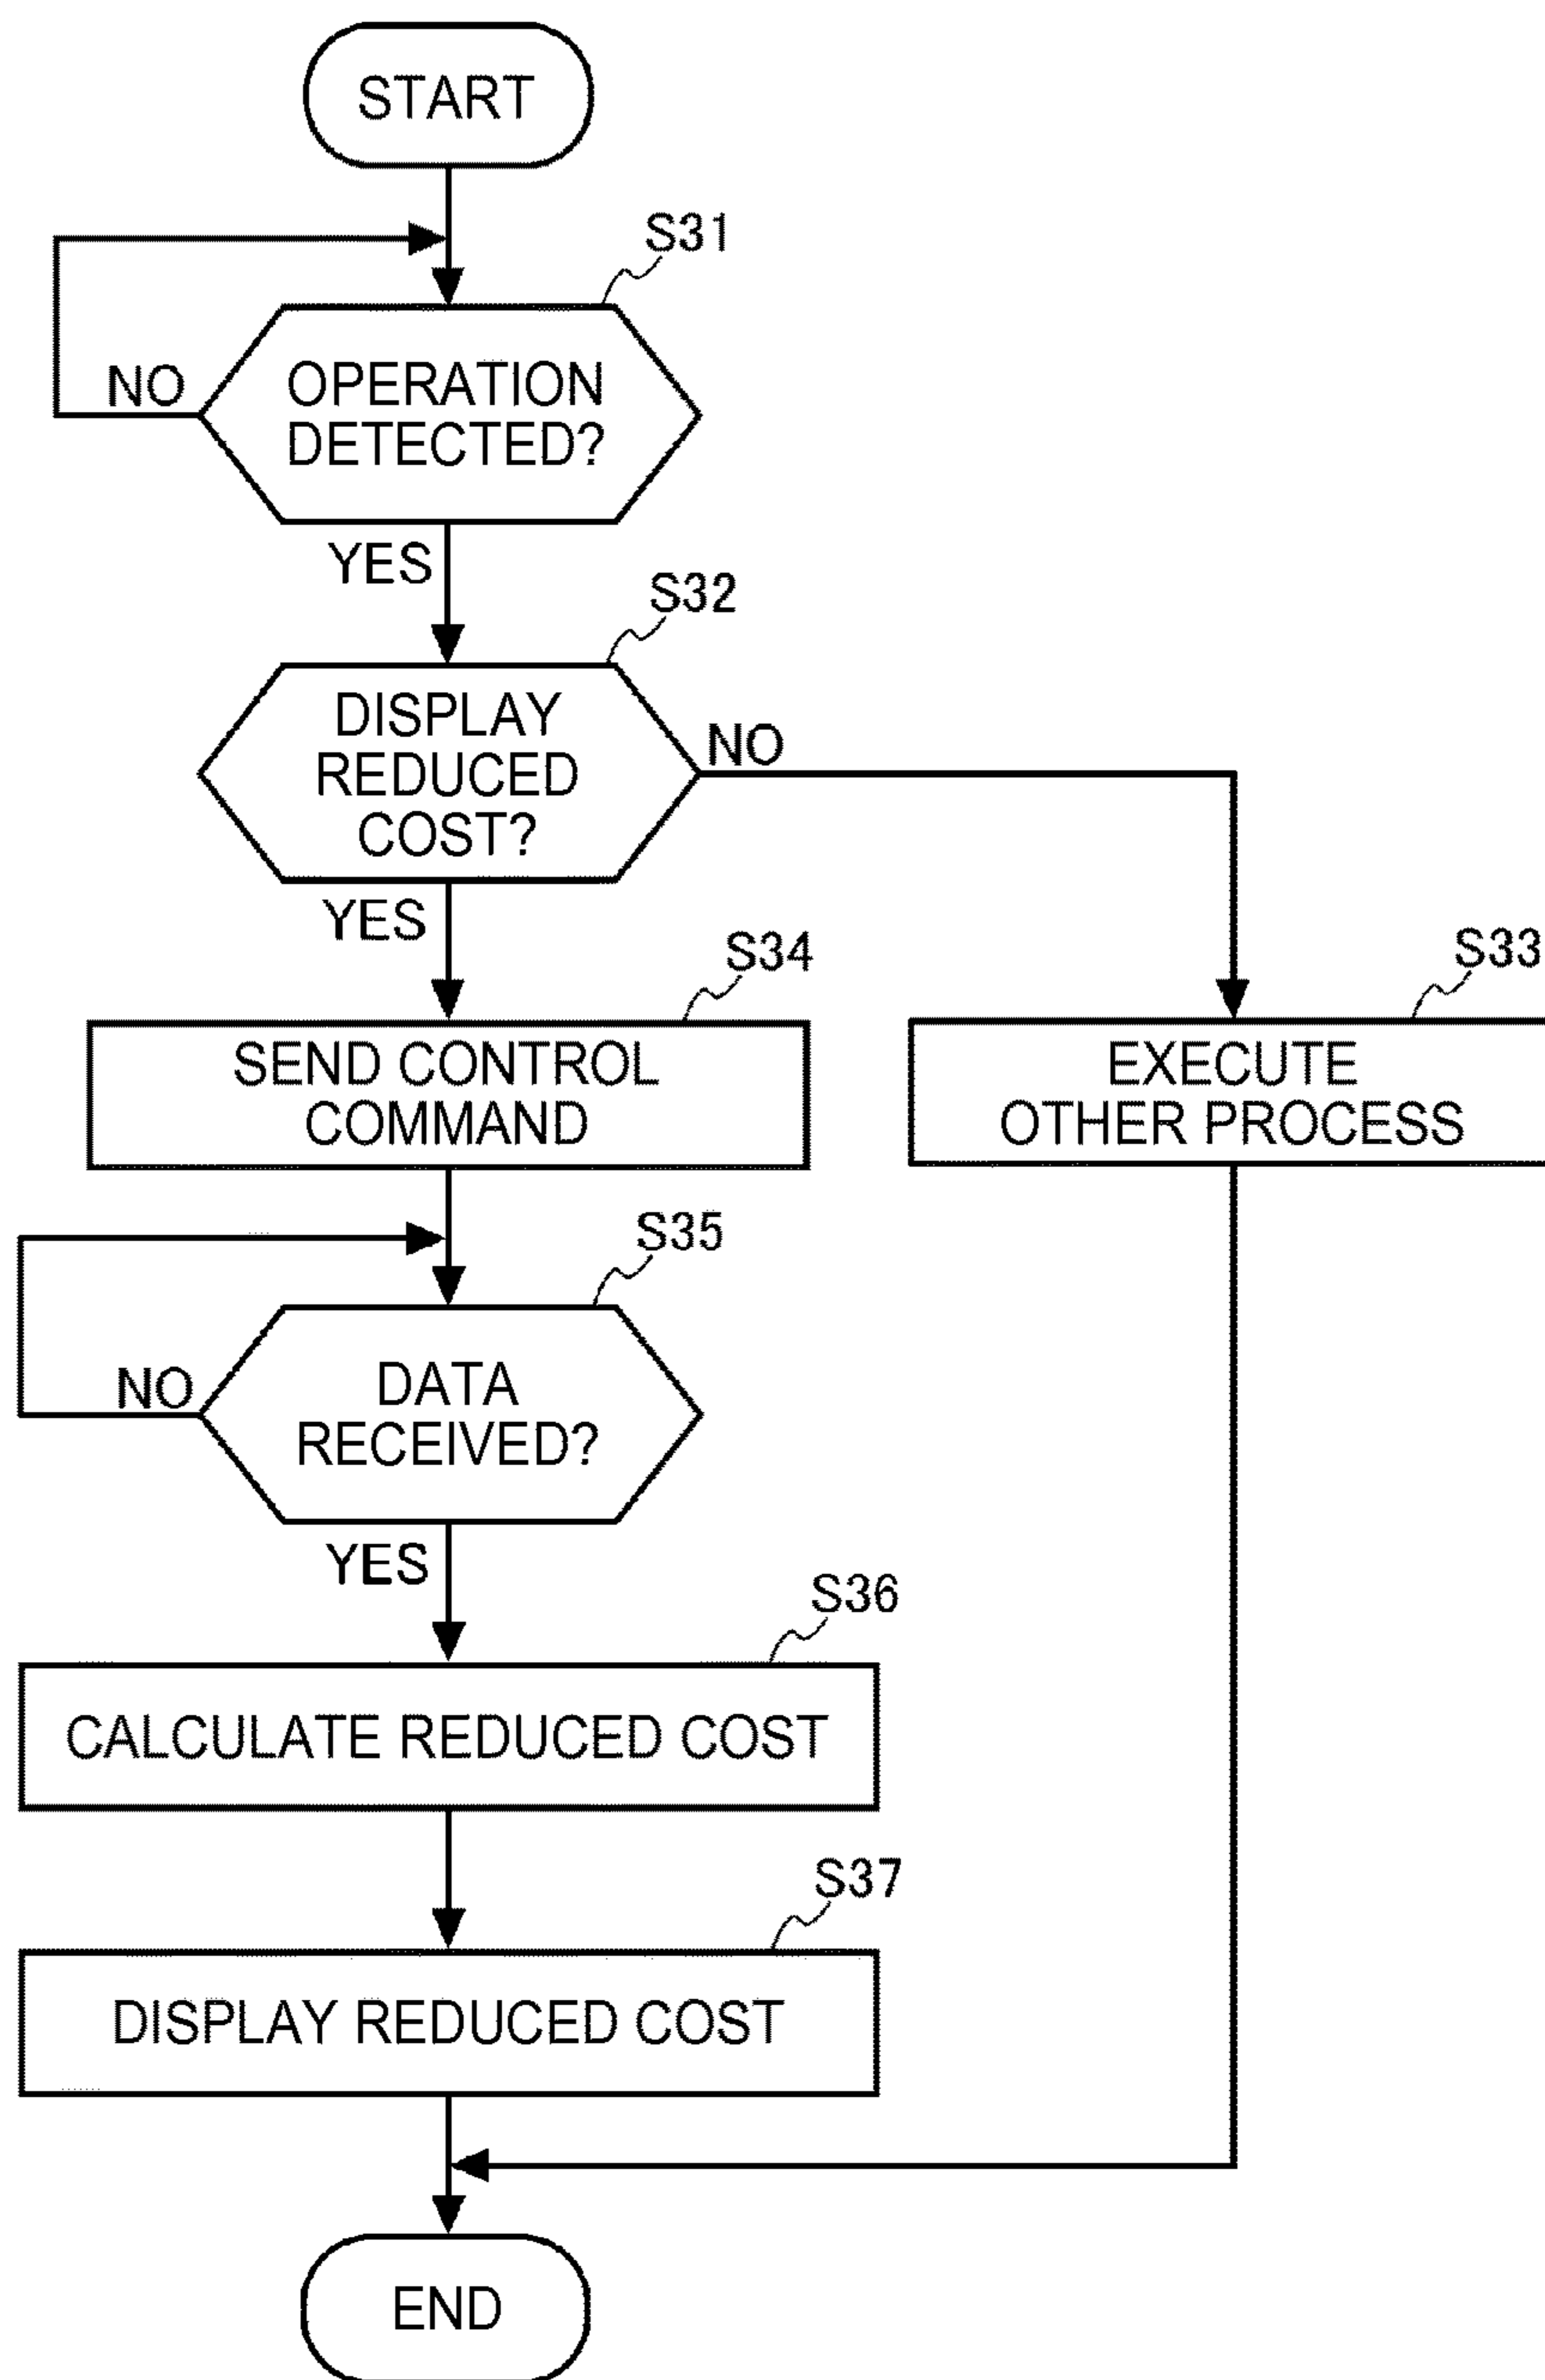 START
S31
OPERATION
DETECTED?
NO
YES
S32
DISPLAY
REDUCED
COST?
NO
YES
S34
SEND CONTROL
COMMAND
S33
EXECUTE
OTHER PROCESS
S35
DATA
RECEIVED?
NO
YES
S36
CALCULATE REDUCED COST
S37
DISPLAY REDUCED COST
END